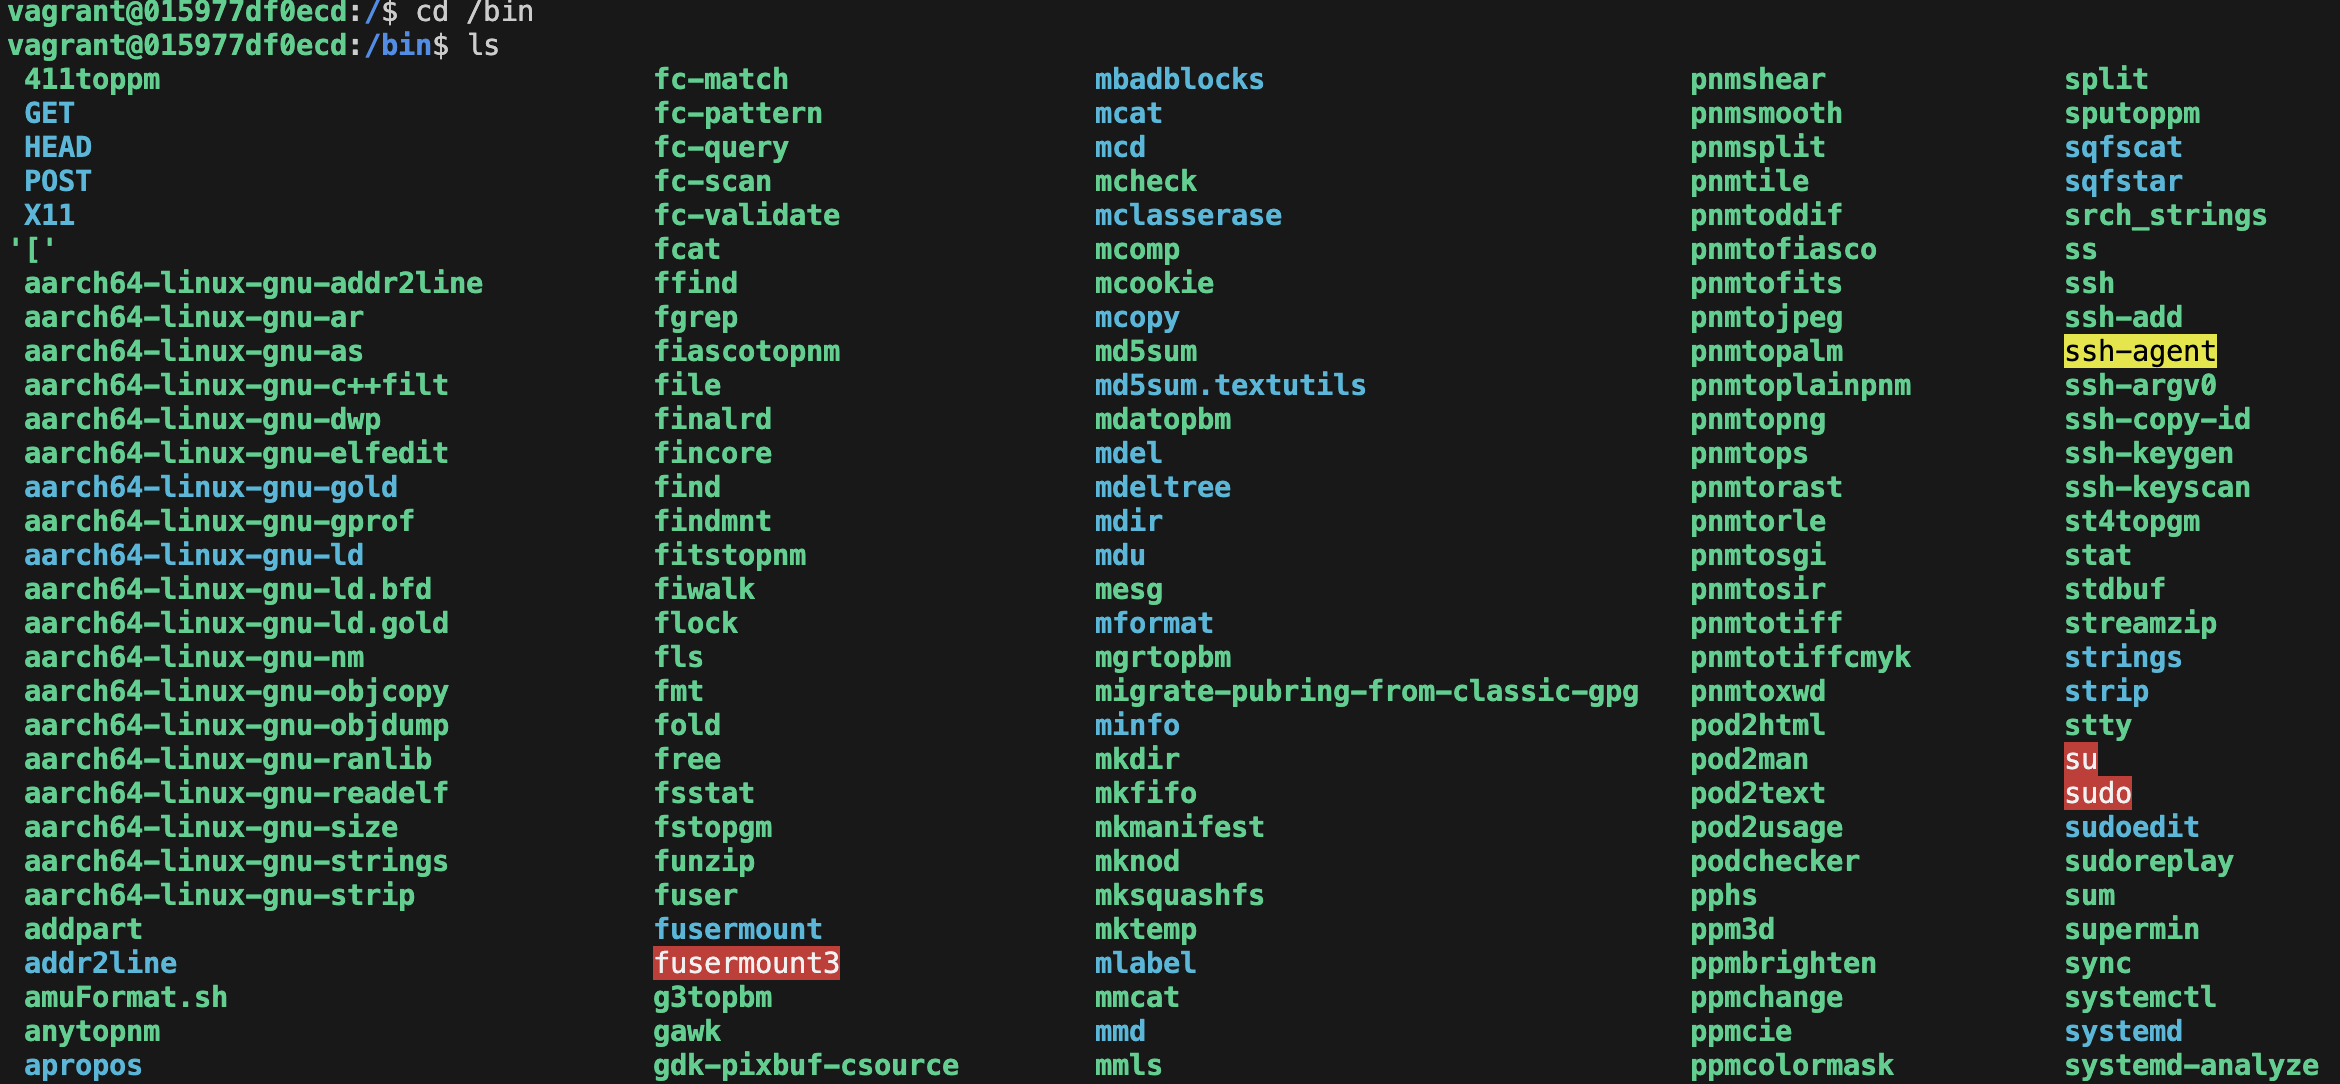 vagrant@015977df0ecd:/$ cd /bin
vagrant@015977df0ecd:/bin$ ls
411toppm fc-match mbadblocks pnmshear split
GET fc-pattern mcat pnmsmooth sputoppm
HEAD fc-query mcd pnmsplit sqfscat
POST fc-scan mcheck pnmtile sqfstar
X11 fc-validate mclasserase pnmtoddif srch_strings
'[' fcat mcomp pnmtofiasco ss
aarch64-linux-gnu-addr2line ffind mcookie pnmtofits ssh
aarch64-linux-gnu-ar fgrep mcopy pnmtojpeg ssh-add
aarch64-linux-gnu-as fiascotopnm md5sum pnmtopalm ssh-agent
aarch64-linux-gnu-c++filt file md5sum.textutils pnmtoplainpnm ssh-argv0
aarch64-linux-gnu-dwp finalrd mdatopbm pnmtopng ssh-copy-id
aarch64-linux-gnu-elfedit fincore mdel pnmtops ssh-keygen
aarch64-linux-gnu-gold find mdeltree pnmtorast ssh-keyscan
aarch64-linux-gnu-gprof findmnt mdir pnmtorle st4topgm
aarch64-linux-gnu-ld fitstopnm mdu pnmtosgi stat
aarch64-linux-gnu-ld.bfd fiwalk mesg pnmtosir stdbuf
aarch64-linux-gnu-ld.gold flock mformat pnmtotiff streamzip
aarch64-linux-gnu-nm fls mgrtopbm pnmtotiffcmyk strings
aarch64-linux-gnu-objcopy fmt migrate-pubring-from-classic-gpg pnmtoxwd strip
aarch64-linux-gnu-objdump fold minfo pod2html stty
aarch64-linux-gnu-ranlib free mkdir pod2man su
aarch64-linux-gnu-readelf fsstat mkfifo pod2text sudo
aarch64-linux-gnu-size fstopgm mkmanifest pod2usage sudoedit
aarch64-linux-gnu-strings funzip mknod podchecker sudoreplay
aarch64-linux-gnu-strip fuser mksquashfs pphs sum
addpart fusermount mktemp ppm3d supermin
addr2line fusermount3 mlabel ppmbrighten sync
amuFormat.sh g3topbm mmcat ppmchange systemctl
anytopnm gawk mmd ppmcie systemd
apropos gdk-pixbuf-csource mmls ppmcolormask systemd-analyze